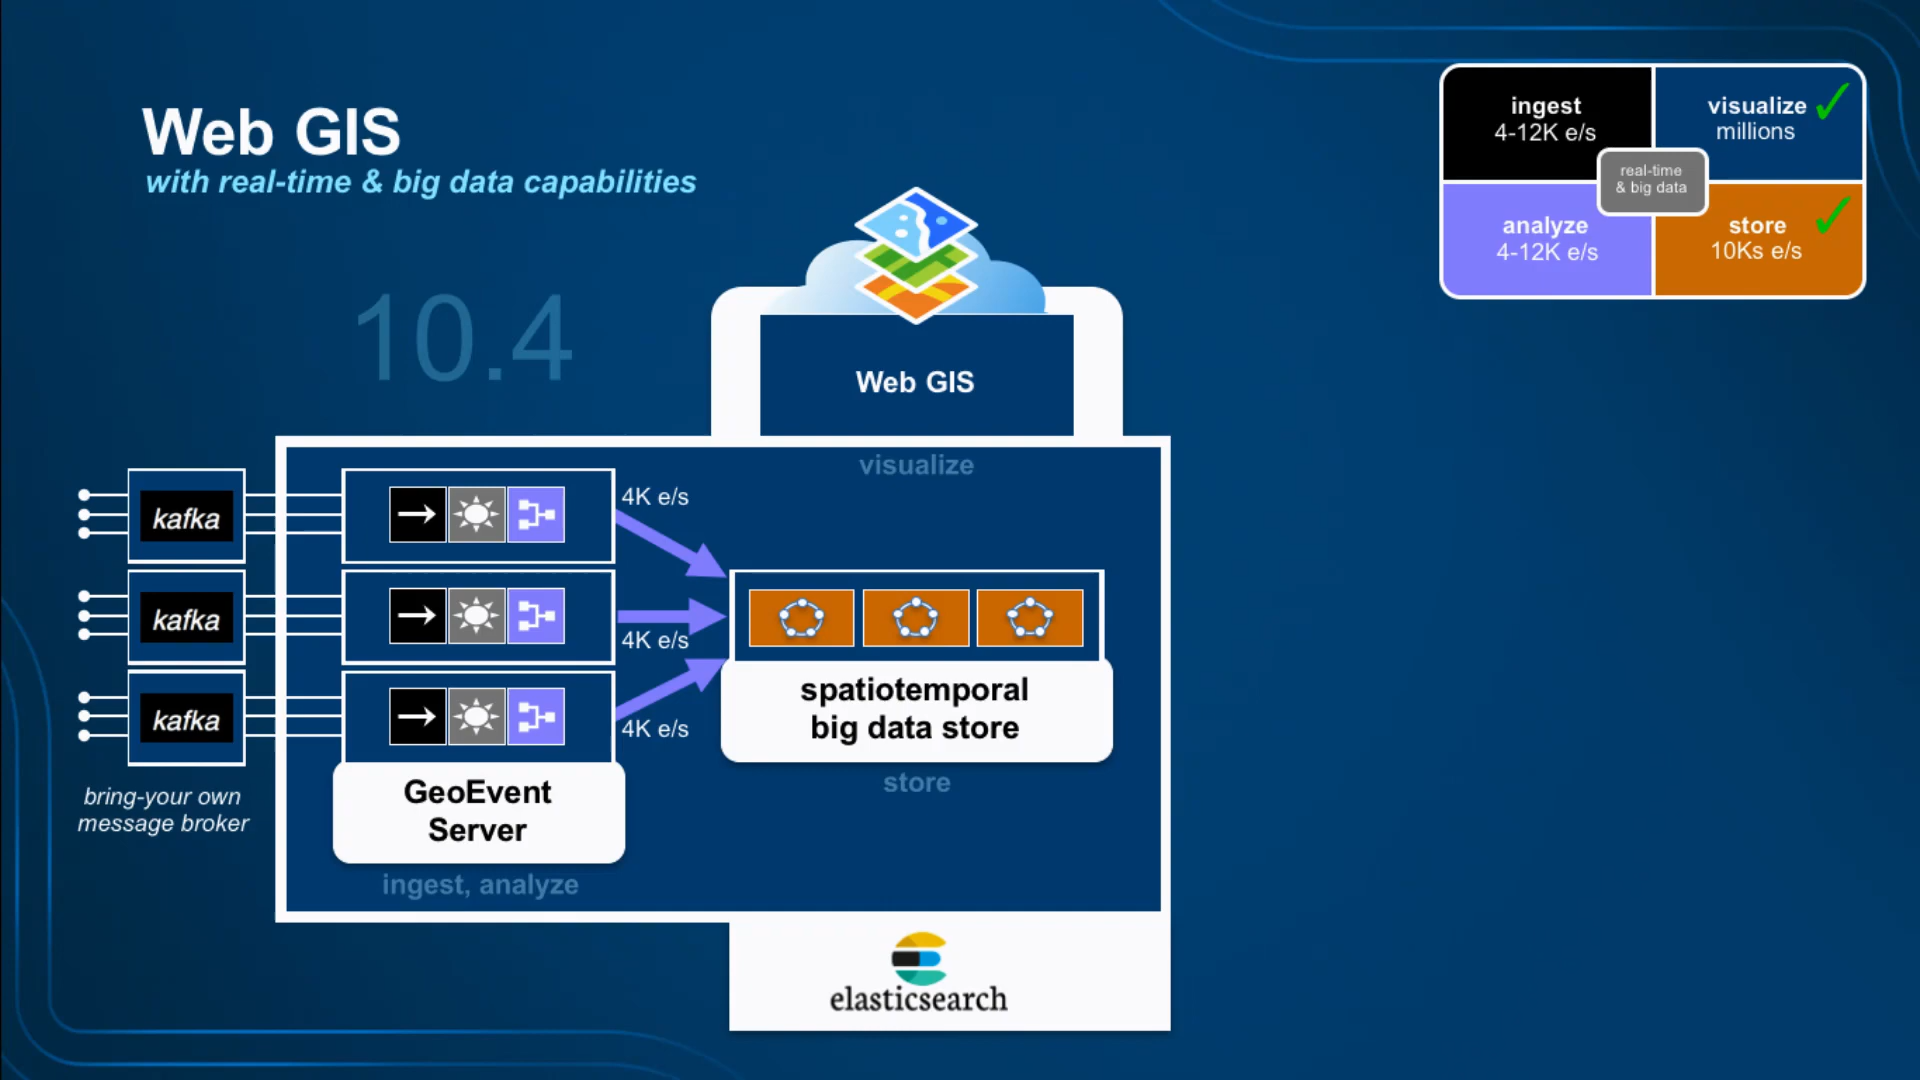 Web GIS
with real-time & big data capabilities
ingest
4-12K e/s
visualize
millions
real-time
& big data
analyze
4-12K e/s
store
10Ks e/s
10.4
Web GIS
visualize
kafka
4K e/s
kafka
4K e/s
kafka
4K e/s
spatiotemporal
big data store
store
bring-your own
message broker
GeoEvent
Server
ingest, analyze
elasticsearch